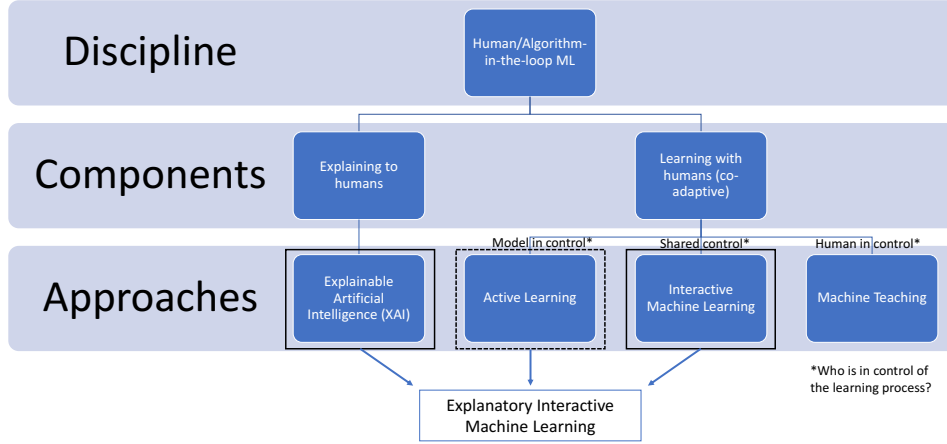 Discipline
Human/Algorithm-
in-the-loop ML
Components
Explaining to
humans
Learning with
humans (co-
adaptive)
Approaches
Model in control*
Shared control*
Human in control*
Explainable
Artificial
Intelligence (XAI)
Active Learning
Interactive
Machine Learning
Machine Teaching
*Who is in control of
the learning process?
Explanatory Interactive
Machine Learning